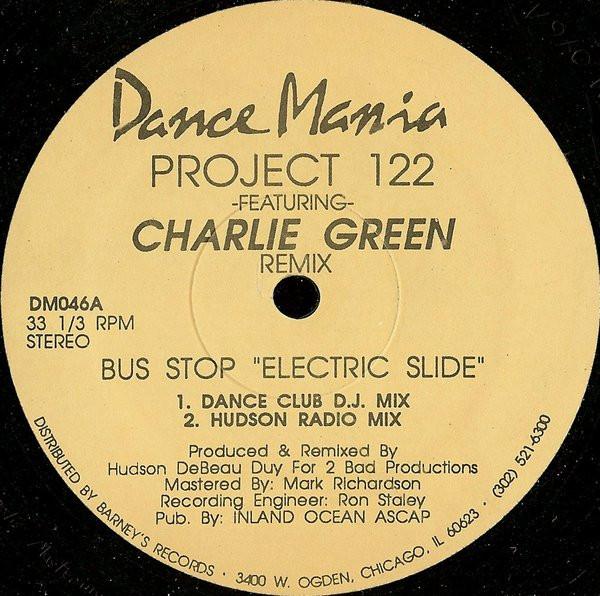 Dance Mania
PROJECT 122
-FEATURING-
CHARLIE GREEN
REMIX
DM046A
33 1/3 RPM
STEREO
BUS STOP "ELECTRIC SLIDE"
1. DANCE CLUB D.J. MIX
2. HUDSON RADIO MIX
Produced & Remixed By
Hudson DeBeau Duy For 2 Bad Productions
Mastered By: Mark Richardson
Recording Engineer: Ron Staley
Pub. By: INLAND OCEAN ASCAP
DISTRIBUTED BY BARNEY'S RECORDS · 3400 W. OGDEN, CHICAGO, IL 60623 · (302) 521-6300